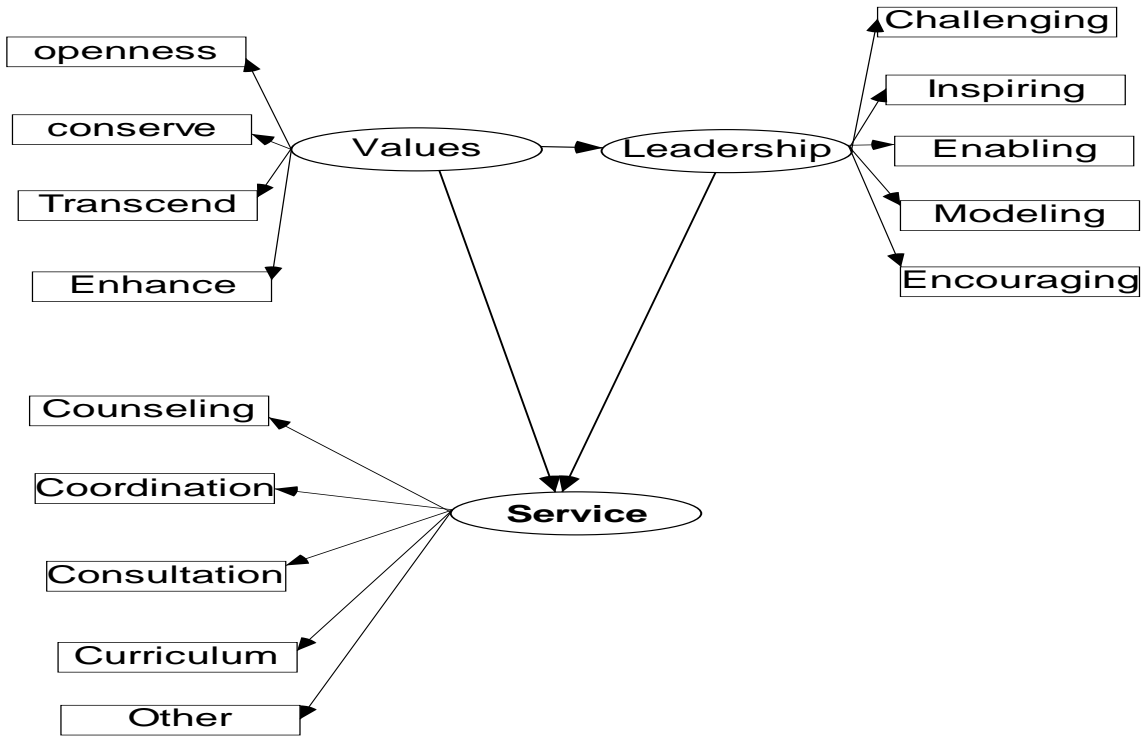 openness
conserve
Transcend
Enhance
Values
Leadership
Challenging
Inspiring
Enabling
Modeling
Encouraging
Service
Counseling
Coordination
Consultation
Curriculum
Other